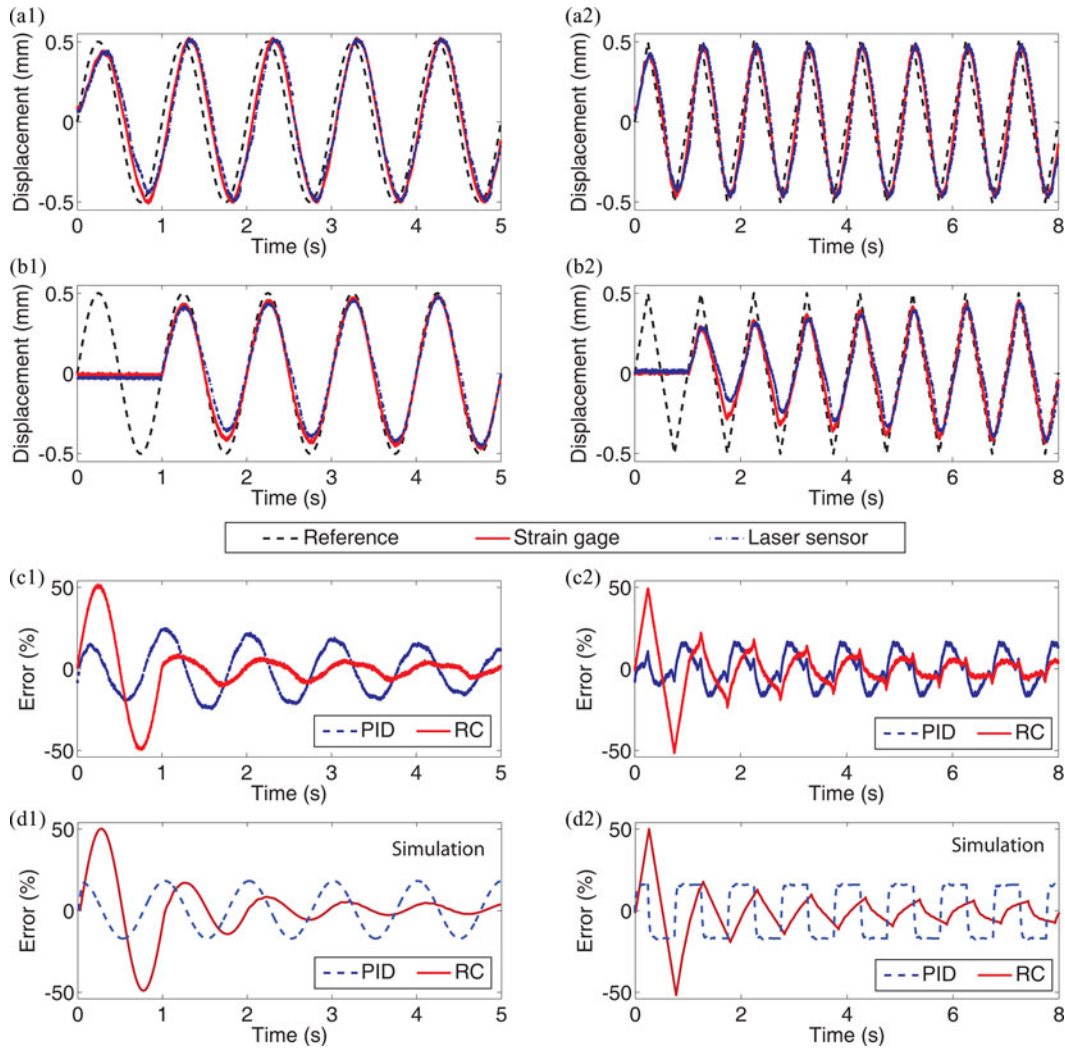 (a1)
Displacement (mm)
0.5
0
-0.5
0 1 2 3 4 5
Time (s)
(a2)
Displacement (mm)
0.5
0
-0.5
0 2 4 6 8
Time (s)
(b1)
Displacement (mm)
0.5
0
-0.5
0 1 2 3 4 5
Time (s)
(b2)
Displacement (mm)
0.5
0
-0.5
0 2 4 6 8
Time (s)
Reference Strain gage Laser sensor
(c1)
Error (%)
50
0
-50
PID RC
0 1 2 3 4 5
Time (s)
(c2)
Error (%)
50
0
-50
PID RC
0 2 4 6 8
Time (s)
(d1)
Error (%)
50
0
-50
Simulation
PID RC
0 1 2 3 4 5
Time (s)
(d2)
Error (%)
50
0
-50
Simulation
PID RC
0 2 4 6 8
Time (s)